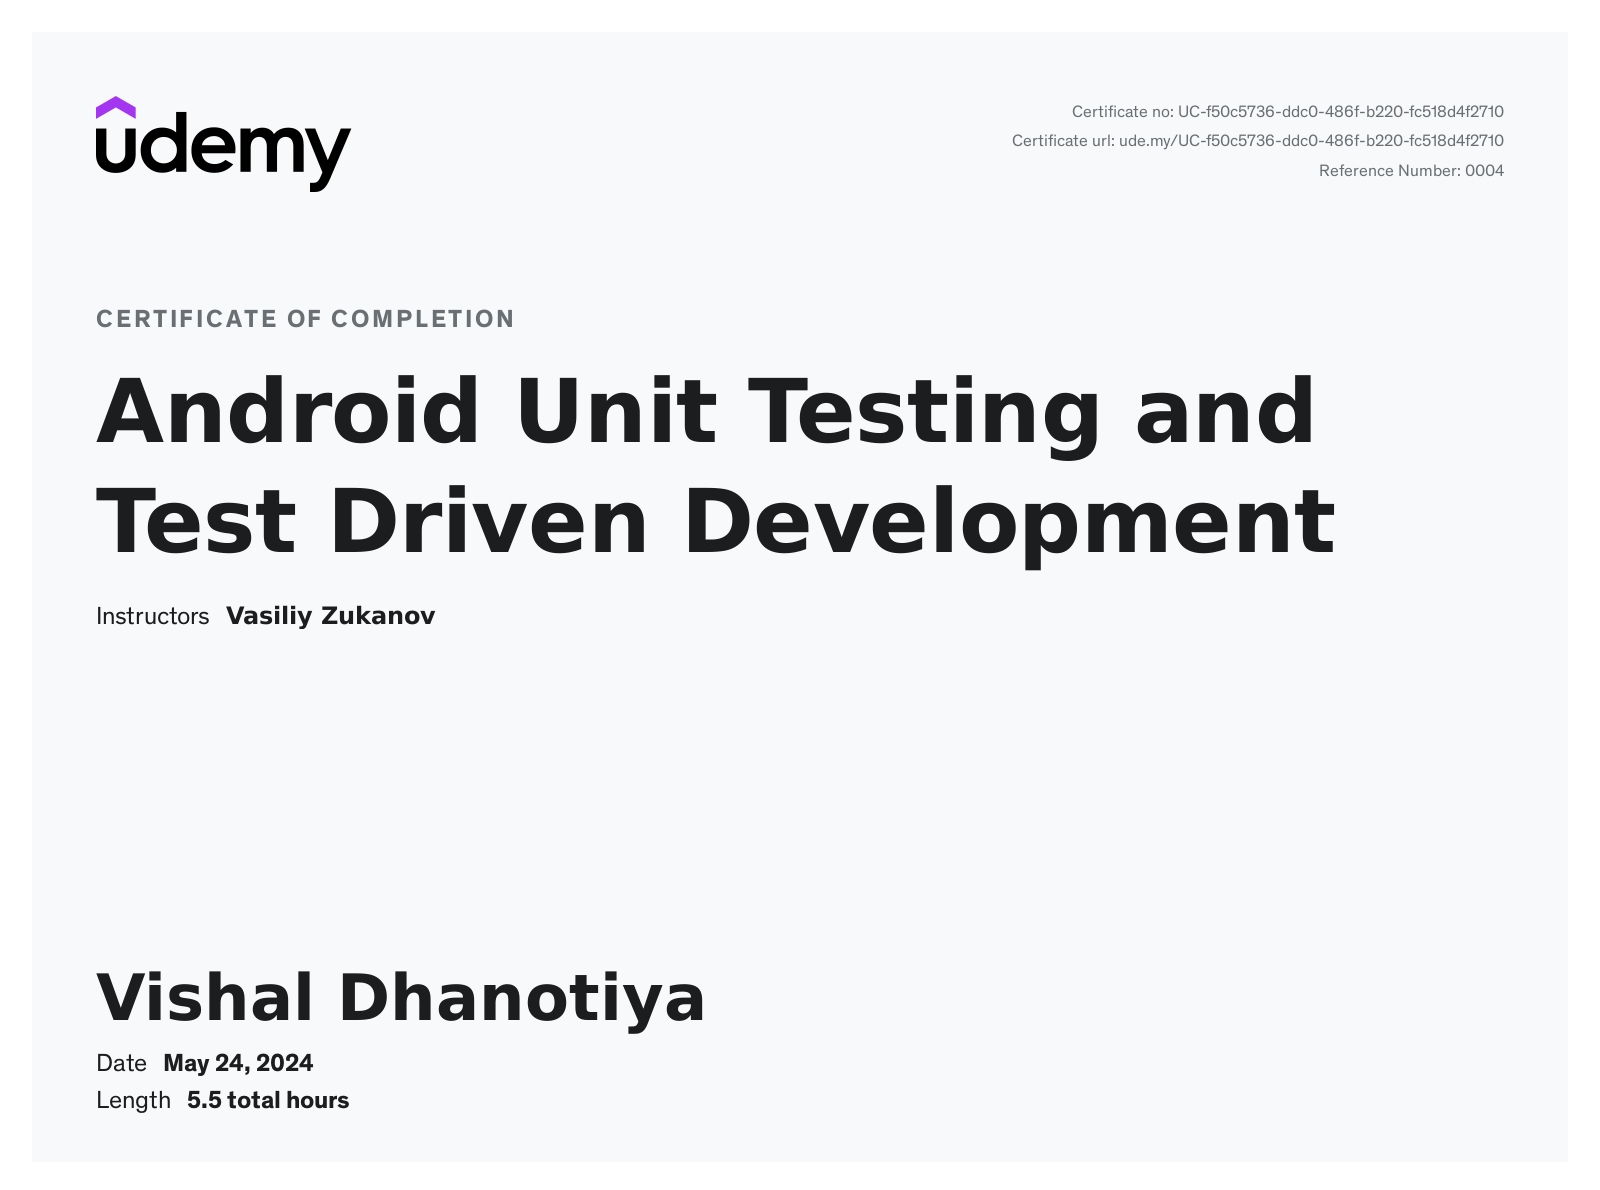 udemy
Certificate no: UC-f50c5736-ddc0-486f-b220-fc518d4f2710
Certificate url: ude.my/UC-f50c5736-ddc0-486f-b220-fc518d4f2710
Reference Number: 0004
CERTIFICATE OF COMPLETION
Android Unit Testing and
Test Driven Development
Instructors Vasiliy Zukanov
Vishal Dhanotiya
Date May 24, 2024
Length 5.5 total hours